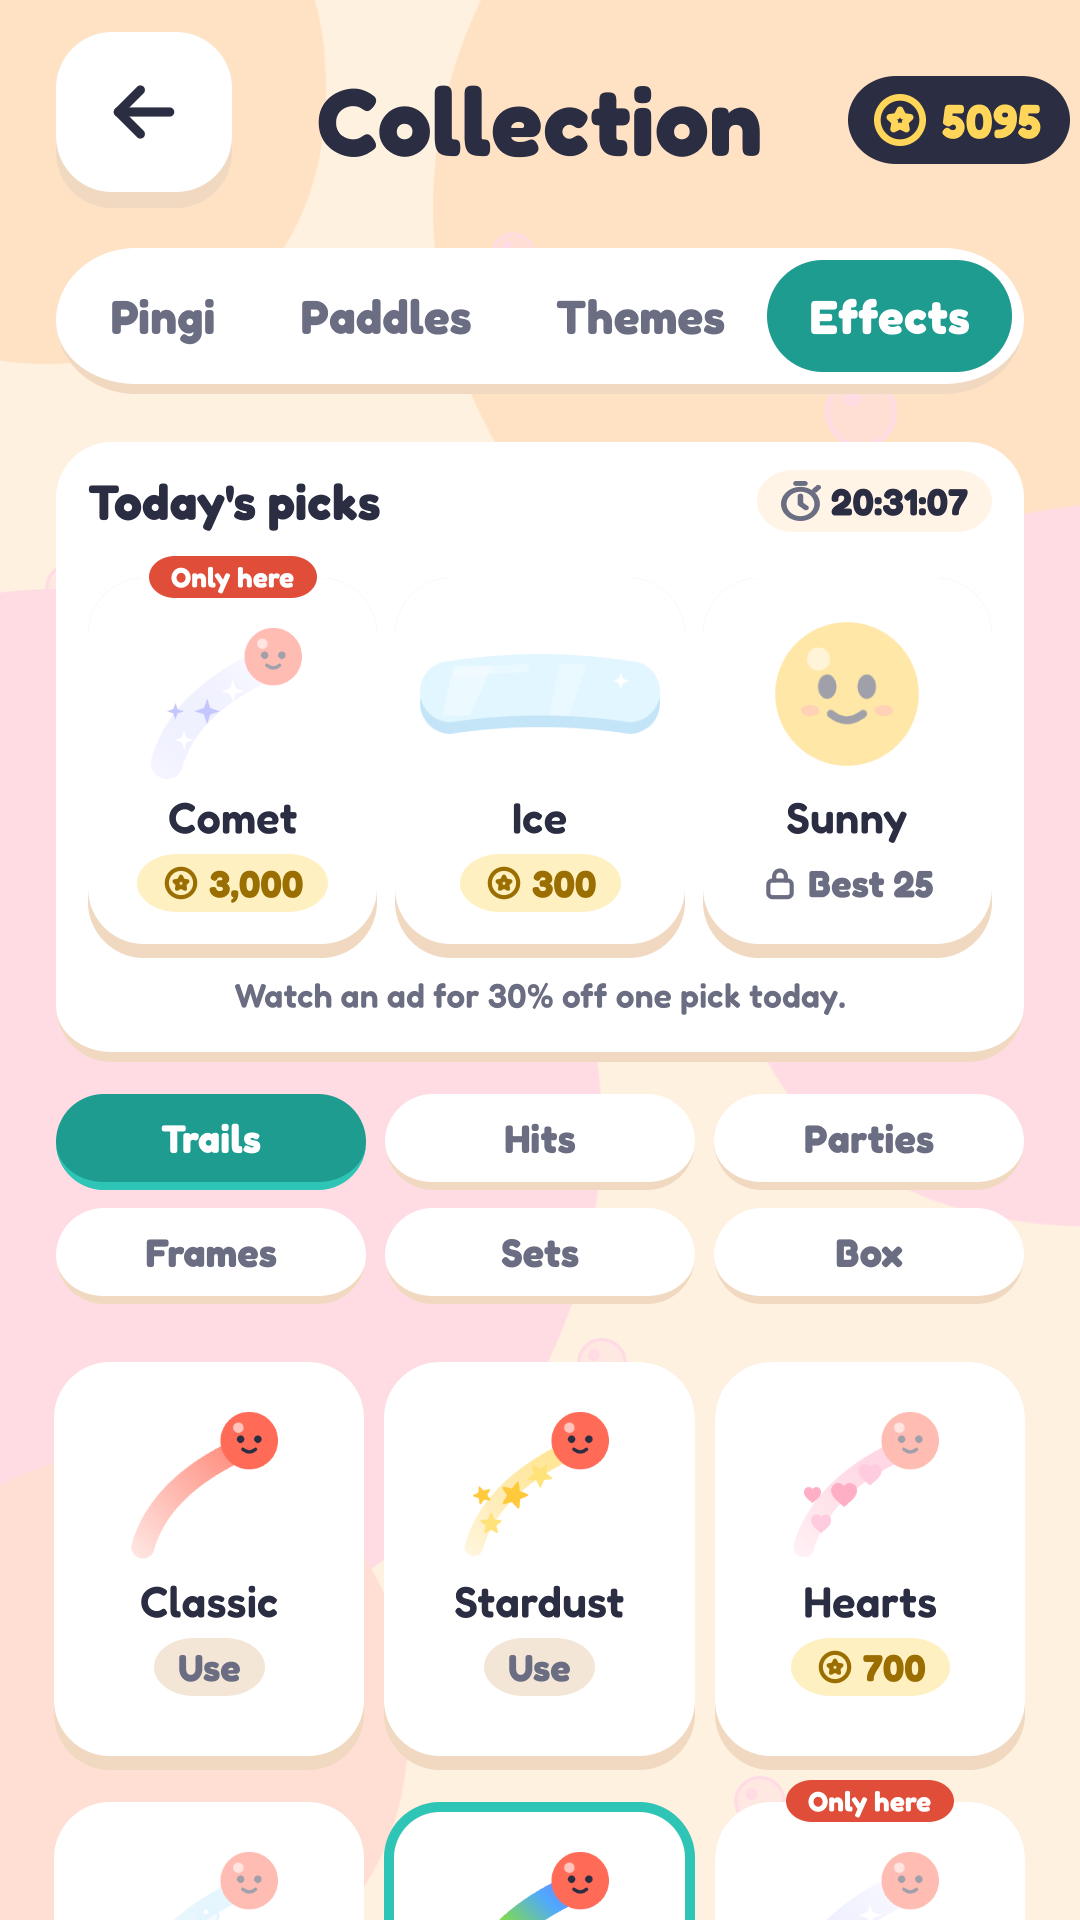 Collection
5095
Pingi
Paddles
Themes
Effects
Today's picks
20:31:07
Only here
Comet
Ice
Sunny
3,000
300
Best 25
Watch an ad for 30% off one pick today.
Trails
Hits
Parties
Frames
Sets
Box
Classic
Stardust
Hearts
Use
Use
700
Only here